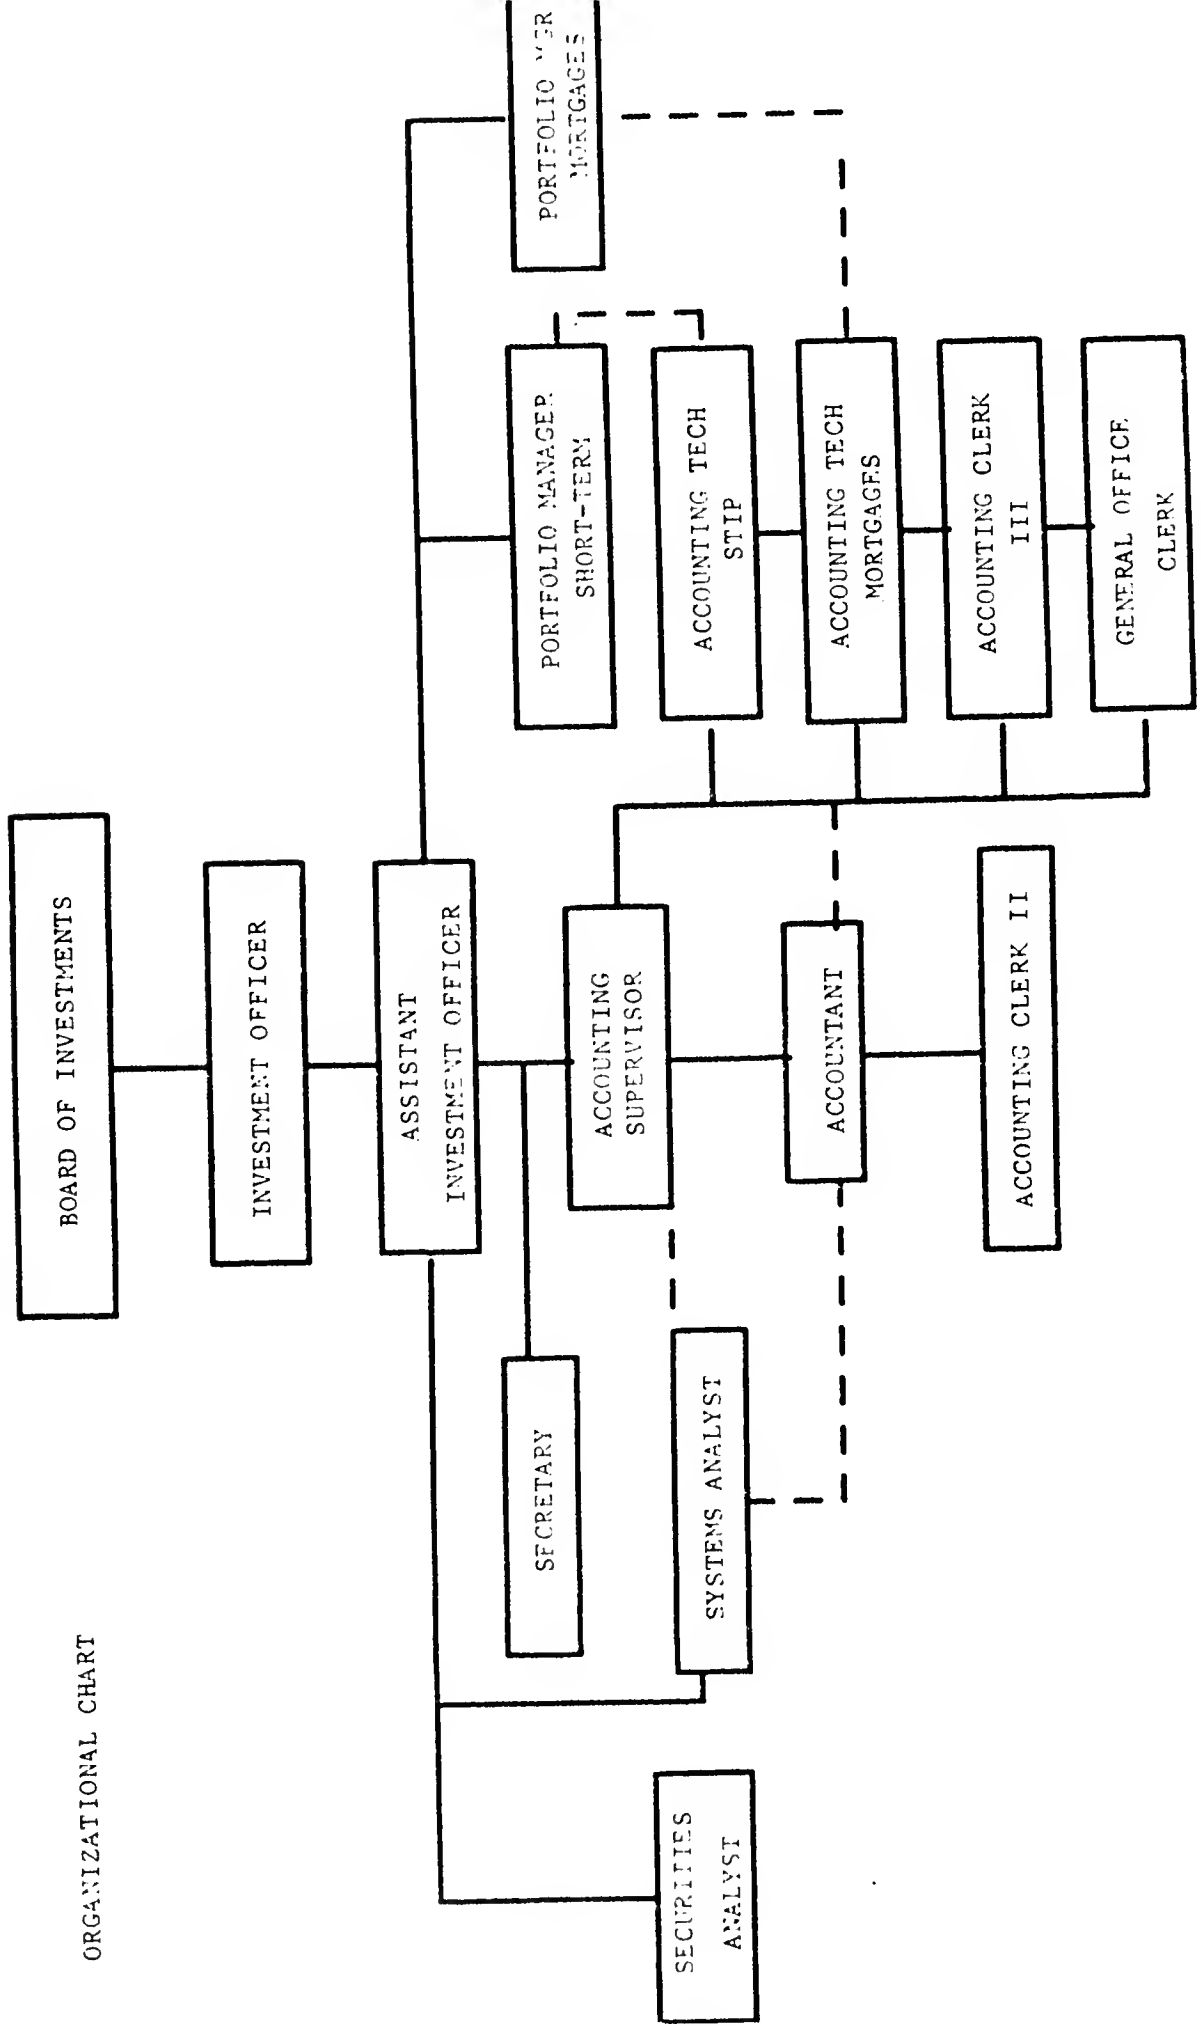 ORGANIZATIONAL CHART
BOARD OF INVESTMENTS
INVESTMENT OFFICER
ASSISTANT
INVESTMENT OFFICER
SECRETARY
ACCOUNTING
SUPERVISOR
PORTFOLIO MANAGER
SHORT-TERM
PORTFOLIO MGR
MORTGAGES
SECURITIES
ANALYST
SYSTEMS ANALYST
ACCOUNTANT
ACCOUNTING CLERK II
ACCOUNTING TECH
STIP
ACCOUNTING TECH
MORTGAGES
ACCOUNTING CLERK
III
GENERAL OFFICE
CLERK